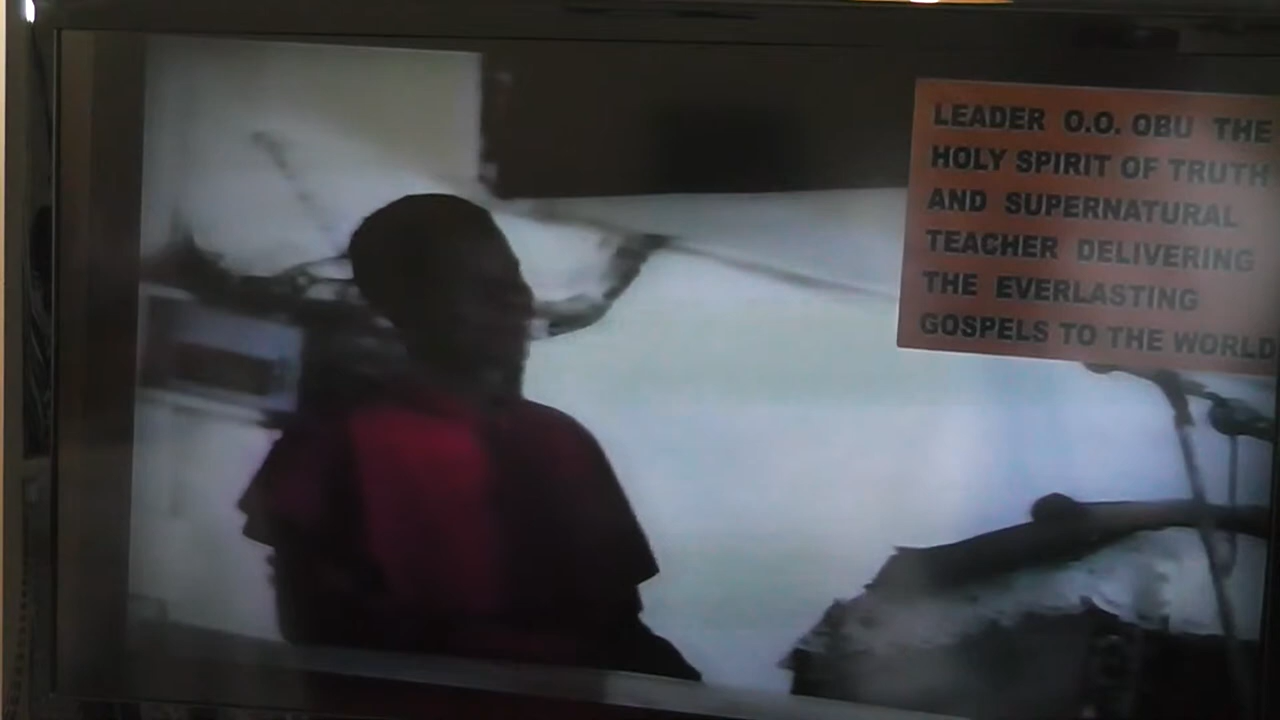 LEADER O.O. OBU THE
HOLY SPIRIT OF TRUTH
AND SUPERNATURAL
TEACHER DELIVERING
THE EVERLASTING
GOSPELS TO THE WORLD